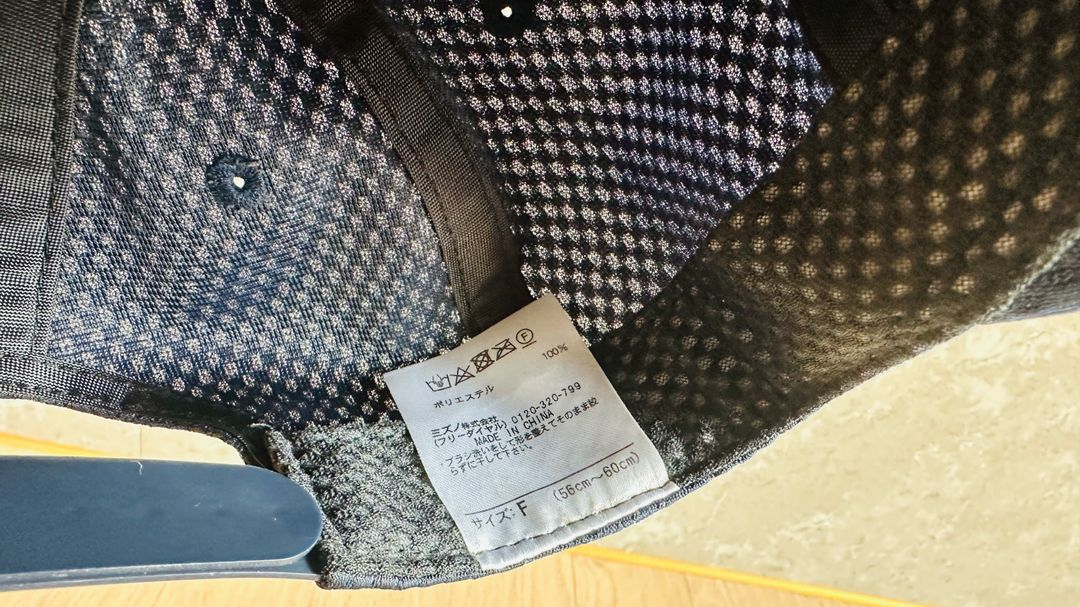 F
ポリエステル 100%
ミズノ株式会社
(フリーダイヤル) 0120-320-799
MADE IN CHINA
・ブラシ洗いをして形を整えてそのまま絞
らずに干して下さい。
サイズ: F (56cm～60cm)